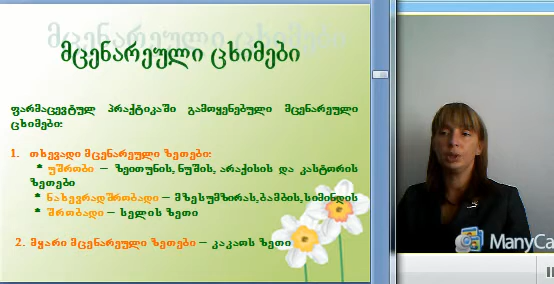 მცენარეული ცხიმები
ფარმაცევტულ პრაქტიკაში გამოყენებული მცენარეული
ცხიმები:
1. თხევადი მცენარეული ზეთები:
* უშრობი – ზეითუნის, ნუშის, არაქისის და კასტორის
ზეთები
* ნახევრადშრობადი – მზესუმზირას,ბამბის,სიმინდის
* შრობადი – სელის ზეთი
2. მყარი მცენარეული ზეთები – კაკაოს ზეთი
ManyCa